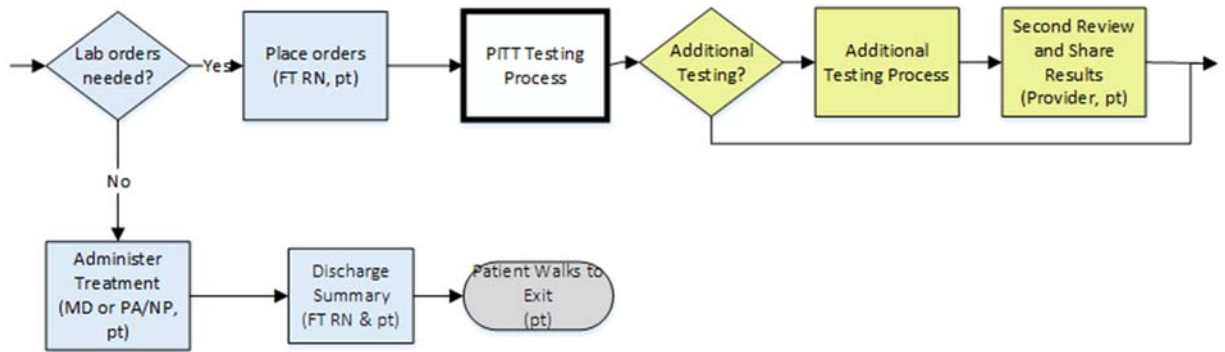 Lab orders
needed?
Yes
Place orders
(FT RN, pt)
PITT Testing
Process
Additional
Testing?
Additional
Testing Process
Second Review
and Share
Results
(Provider, pt)
No
Administer
Treatment
(MD or PA/NP,
pt)
Discharge
Summary
(FT RN & pt)
Patient Walks to
Exit
(pt)